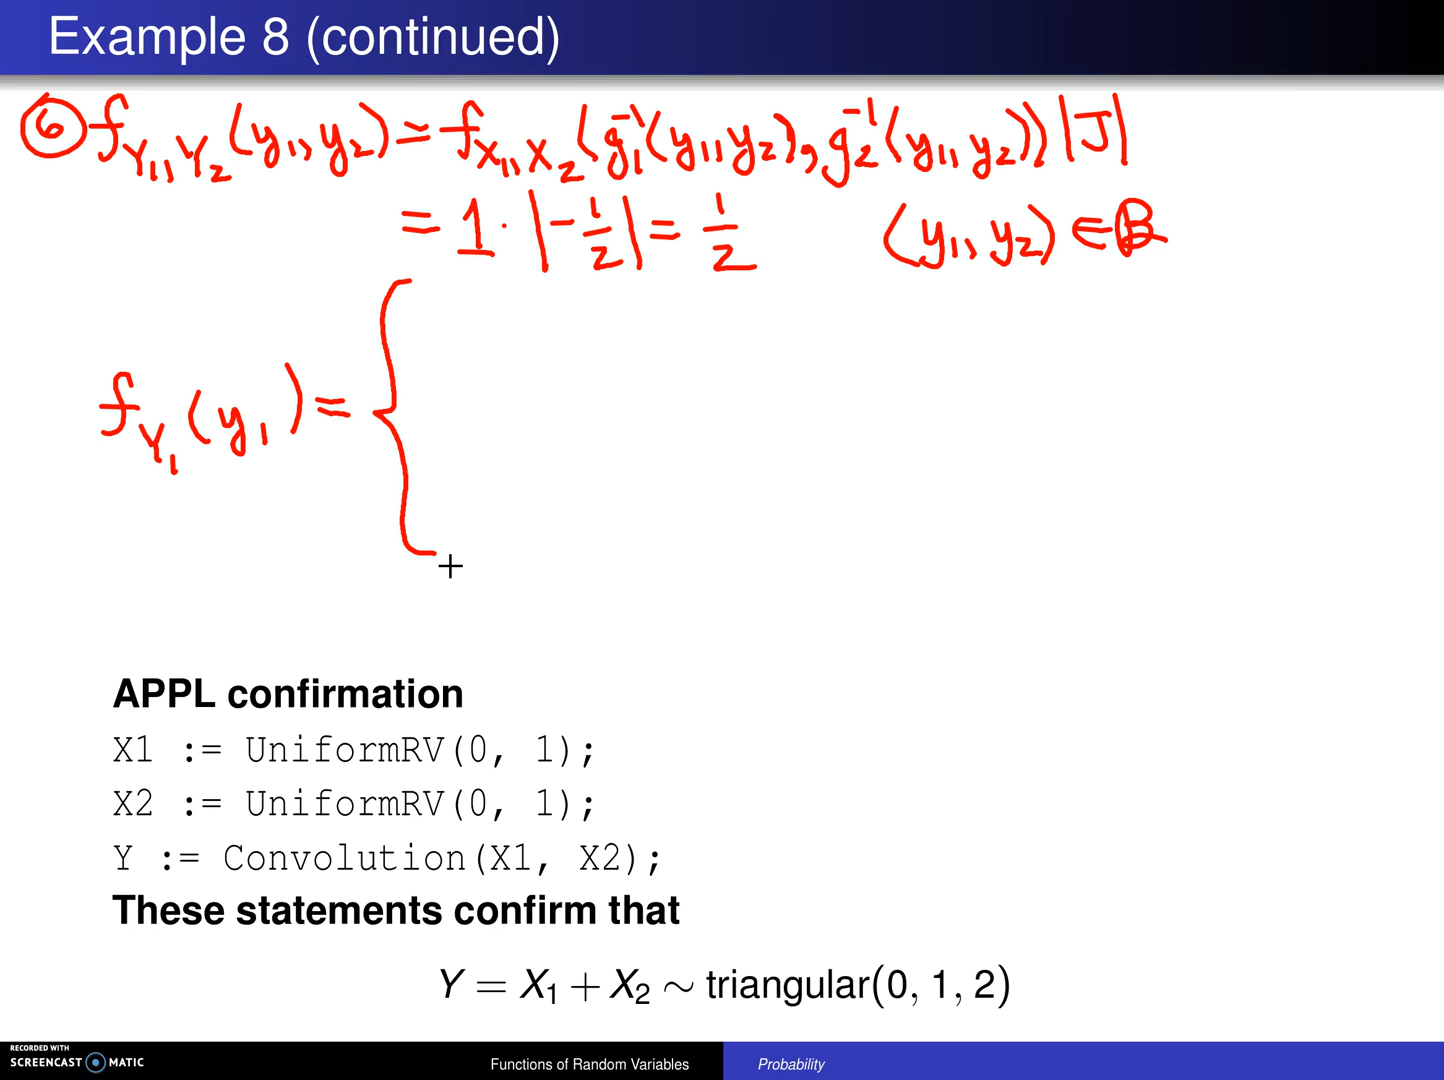 Example 8 (continued)
⑥ f_{Y₁,Y₂}(y₁, y₂) = f_{X₁,X₂}(g₁⁻¹(y₁, y₂), g₂⁻¹(y₁, y₂)) |J|
= 1 · |−1/2| = 1/2 (y₁, y₂) ∈ 𝔹
f_{Y₁}(y₁) = {
APPL confirmation
X1 := UniformRV(0, 1);
X2 := UniformRV(0, 1);
Y := Convolution(X1, X2);
These statements confirm that
Y = X₁ + X₂ ∼ triangular(0, 1, 2)
RECORDED WITH
SCREENCAST MATIC
Functions of Random Variables Probability